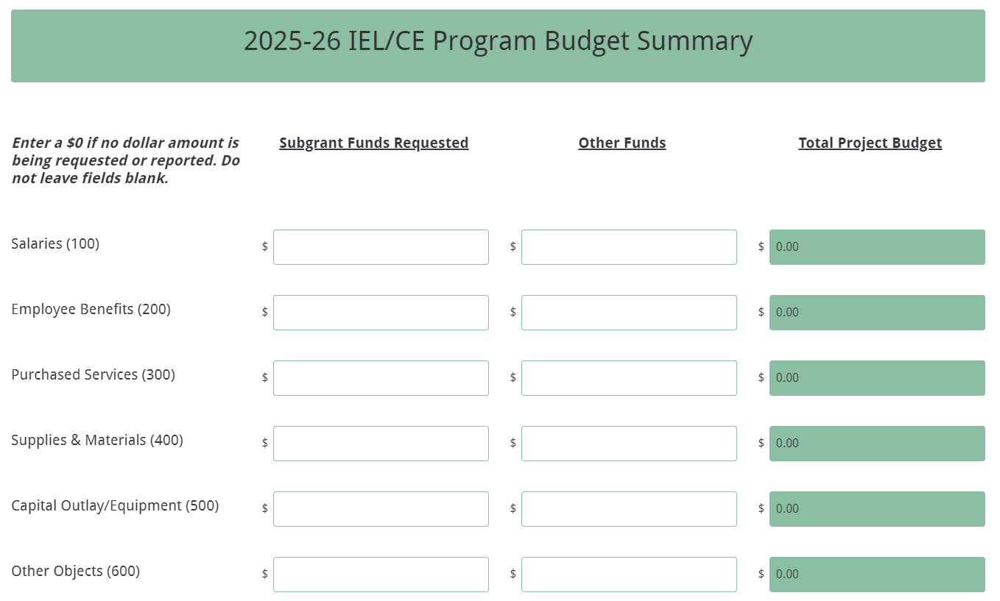 2025-26 IEL/CE Program Budget Summary
Enter a $0 if no dollar amount is
being requested or reported. Do
not leave fields blank.
Subgrant Funds Requested
Other Funds
Total Project Budget
Salaries (100) $ $ $ 0.00
Employee Benefits (200) $ $ $ 0.00
Purchased Services (300) $ $ $ 0.00
Supplies & Materials (400) $ $ $ 0.00
Capital Outlay/Equipment (500) $ $ $ 0.00
Other Objects (600) $ $ $ 0.00